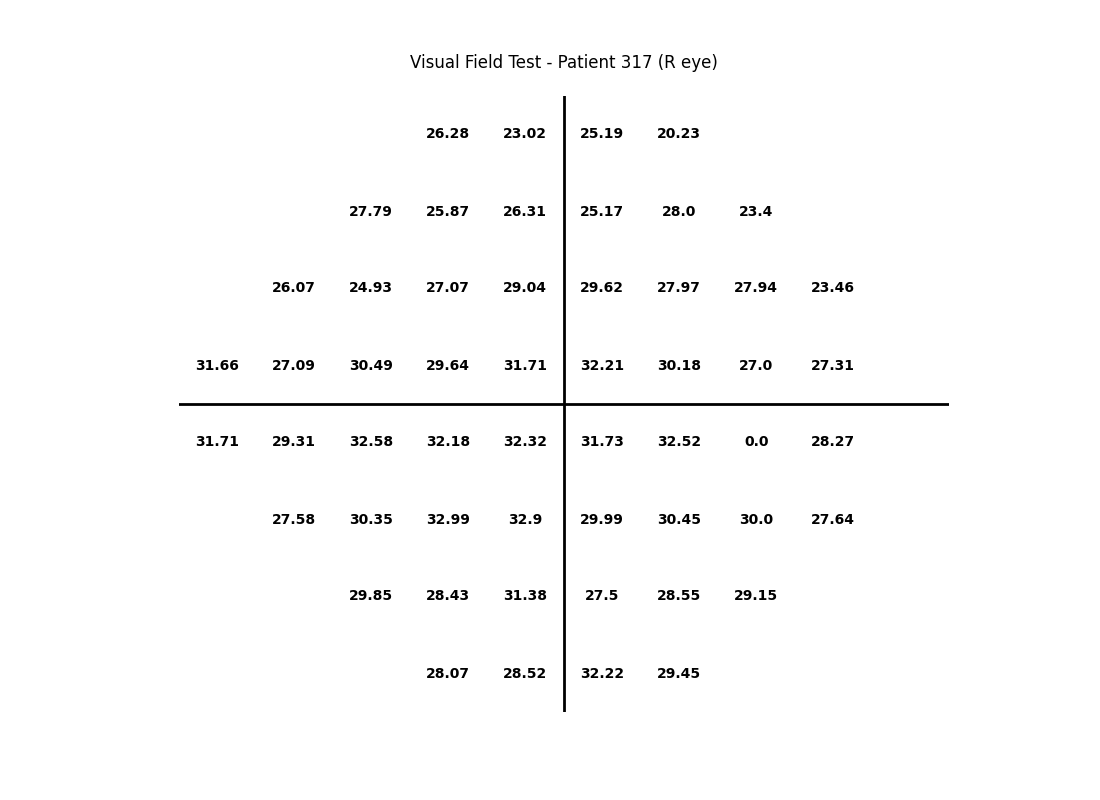 Visual Field Test - Patient 317 (R eye)
26.28 23.02 25.19 20.23
27.79 25.87 26.31 25.17 28.0 23.4
26.07 24.93 27.07 29.04 29.62 27.97 27.94 23.46
31.66 27.09 30.49 29.64 31.71 32.21 30.18 27.0 27.31
31.71 29.31 32.58 32.18 32.32 31.73 32.52 0.0 28.27
27.58 30.35 32.99 32.9 29.99 30.45 30.0 27.64
29.85 28.43 31.38 27.5 28.55 29.15
28.07 28.52 32.22 29.45